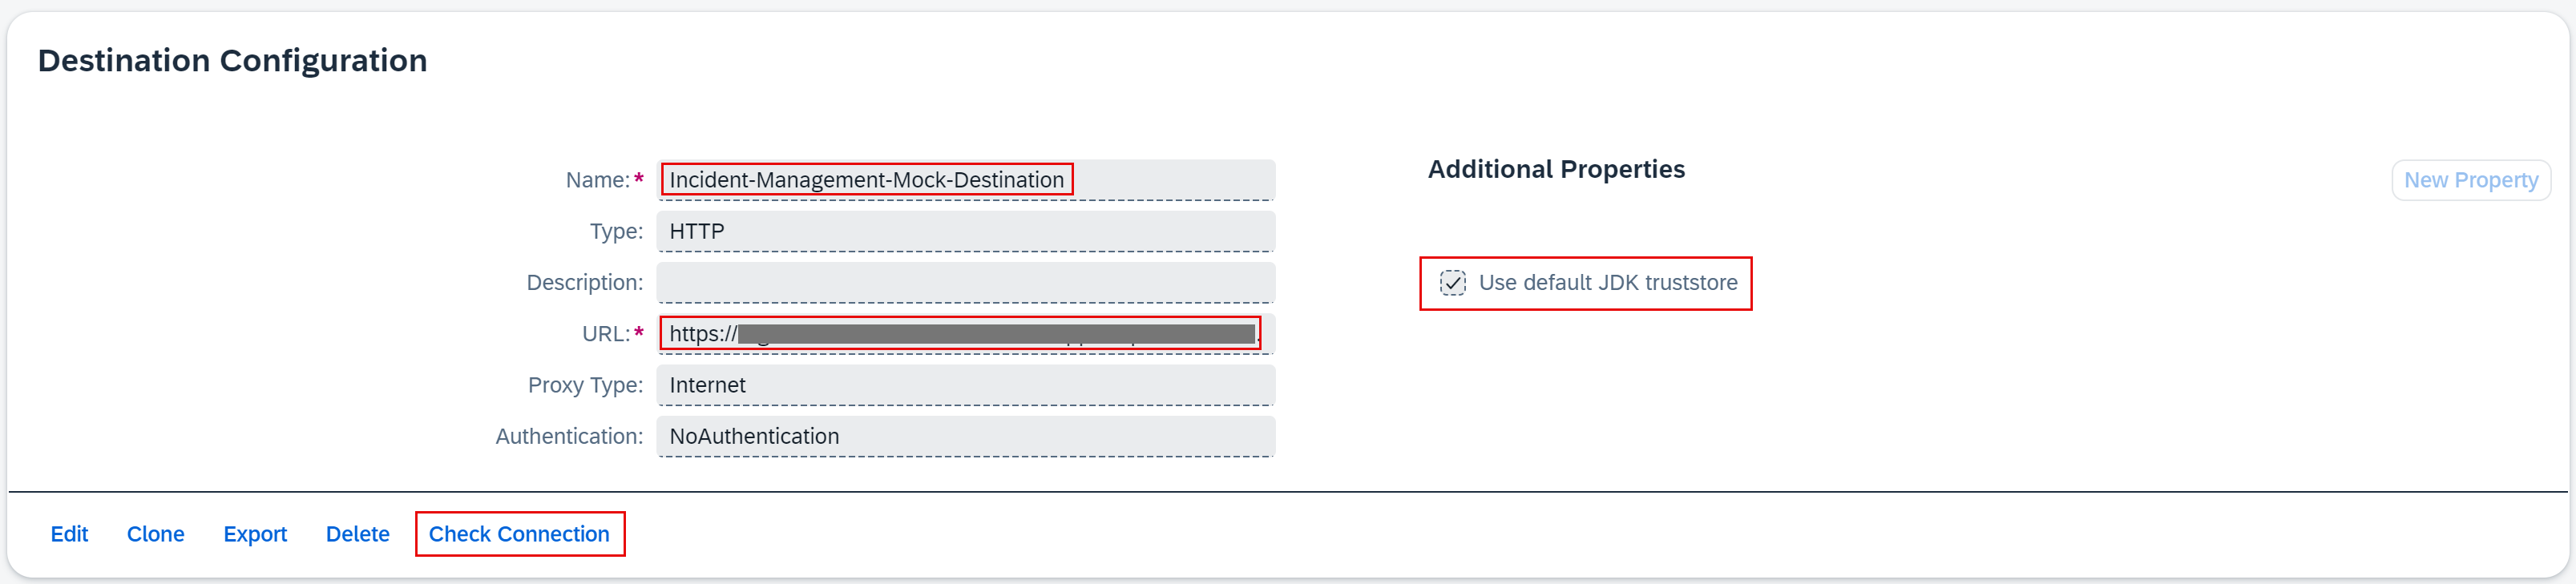 Destination Configuration
Name:* Incident-Management-Mock-Destination
Type: HTTP
Description:
URL:* https://
Proxy Type: Internet
Authentication: NoAuthentication
Additional Properties
New Property
Use default JDK truststore
Edit Clone Export Delete Check Connection